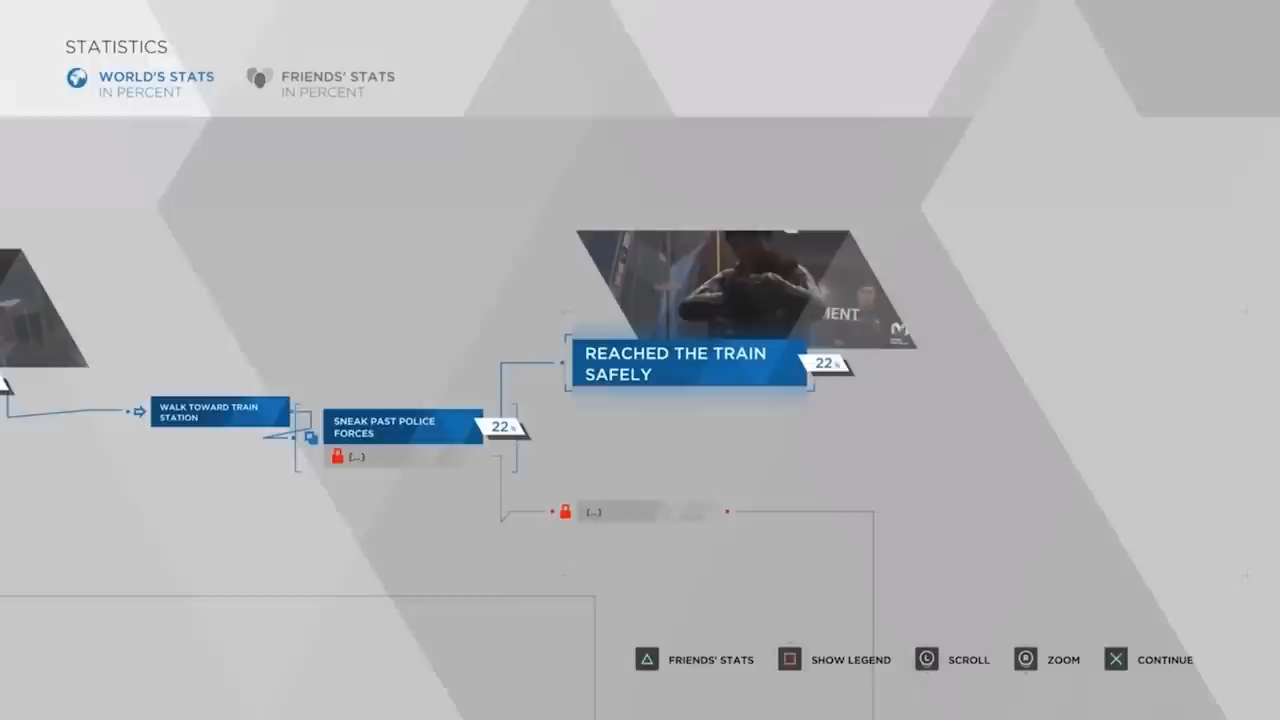 STATISTICS
WORLD'S STATS
IN PERCENT
FRIENDS' STATS
IN PERCENT
MENT
REACHED THE TRAIN
SAFELY
22%
WALK TOWARD TRAIN
STATION
SNEAK PAST POLICE
FORCES
22%
(...)
(...)
FRIENDS' STATS
SHOW LEGEND
L
SCROLL
R
ZOOM
CONTINUE